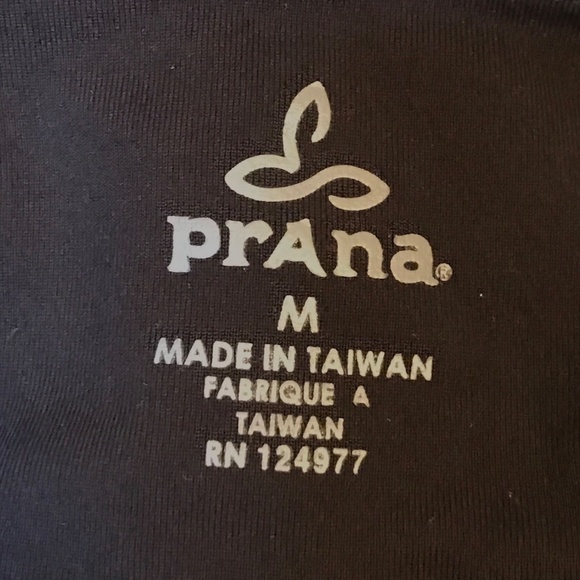 prAna®
M
MADE IN TAIWAN
FABRIQUE A
TAIWAN
RN 124977